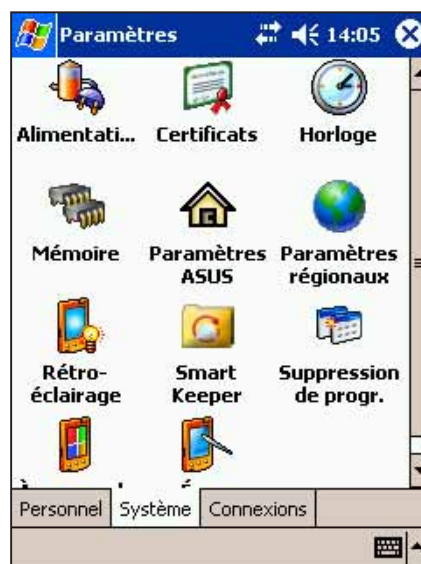 Paramètres 14:05
Alimentati... Certificats Horloge
Mémoire Paramètres Paramètres
ASUS régionaux
Rétro- Smart Suppression
éclairage Keeper de progr.
Personnel Système Connexions